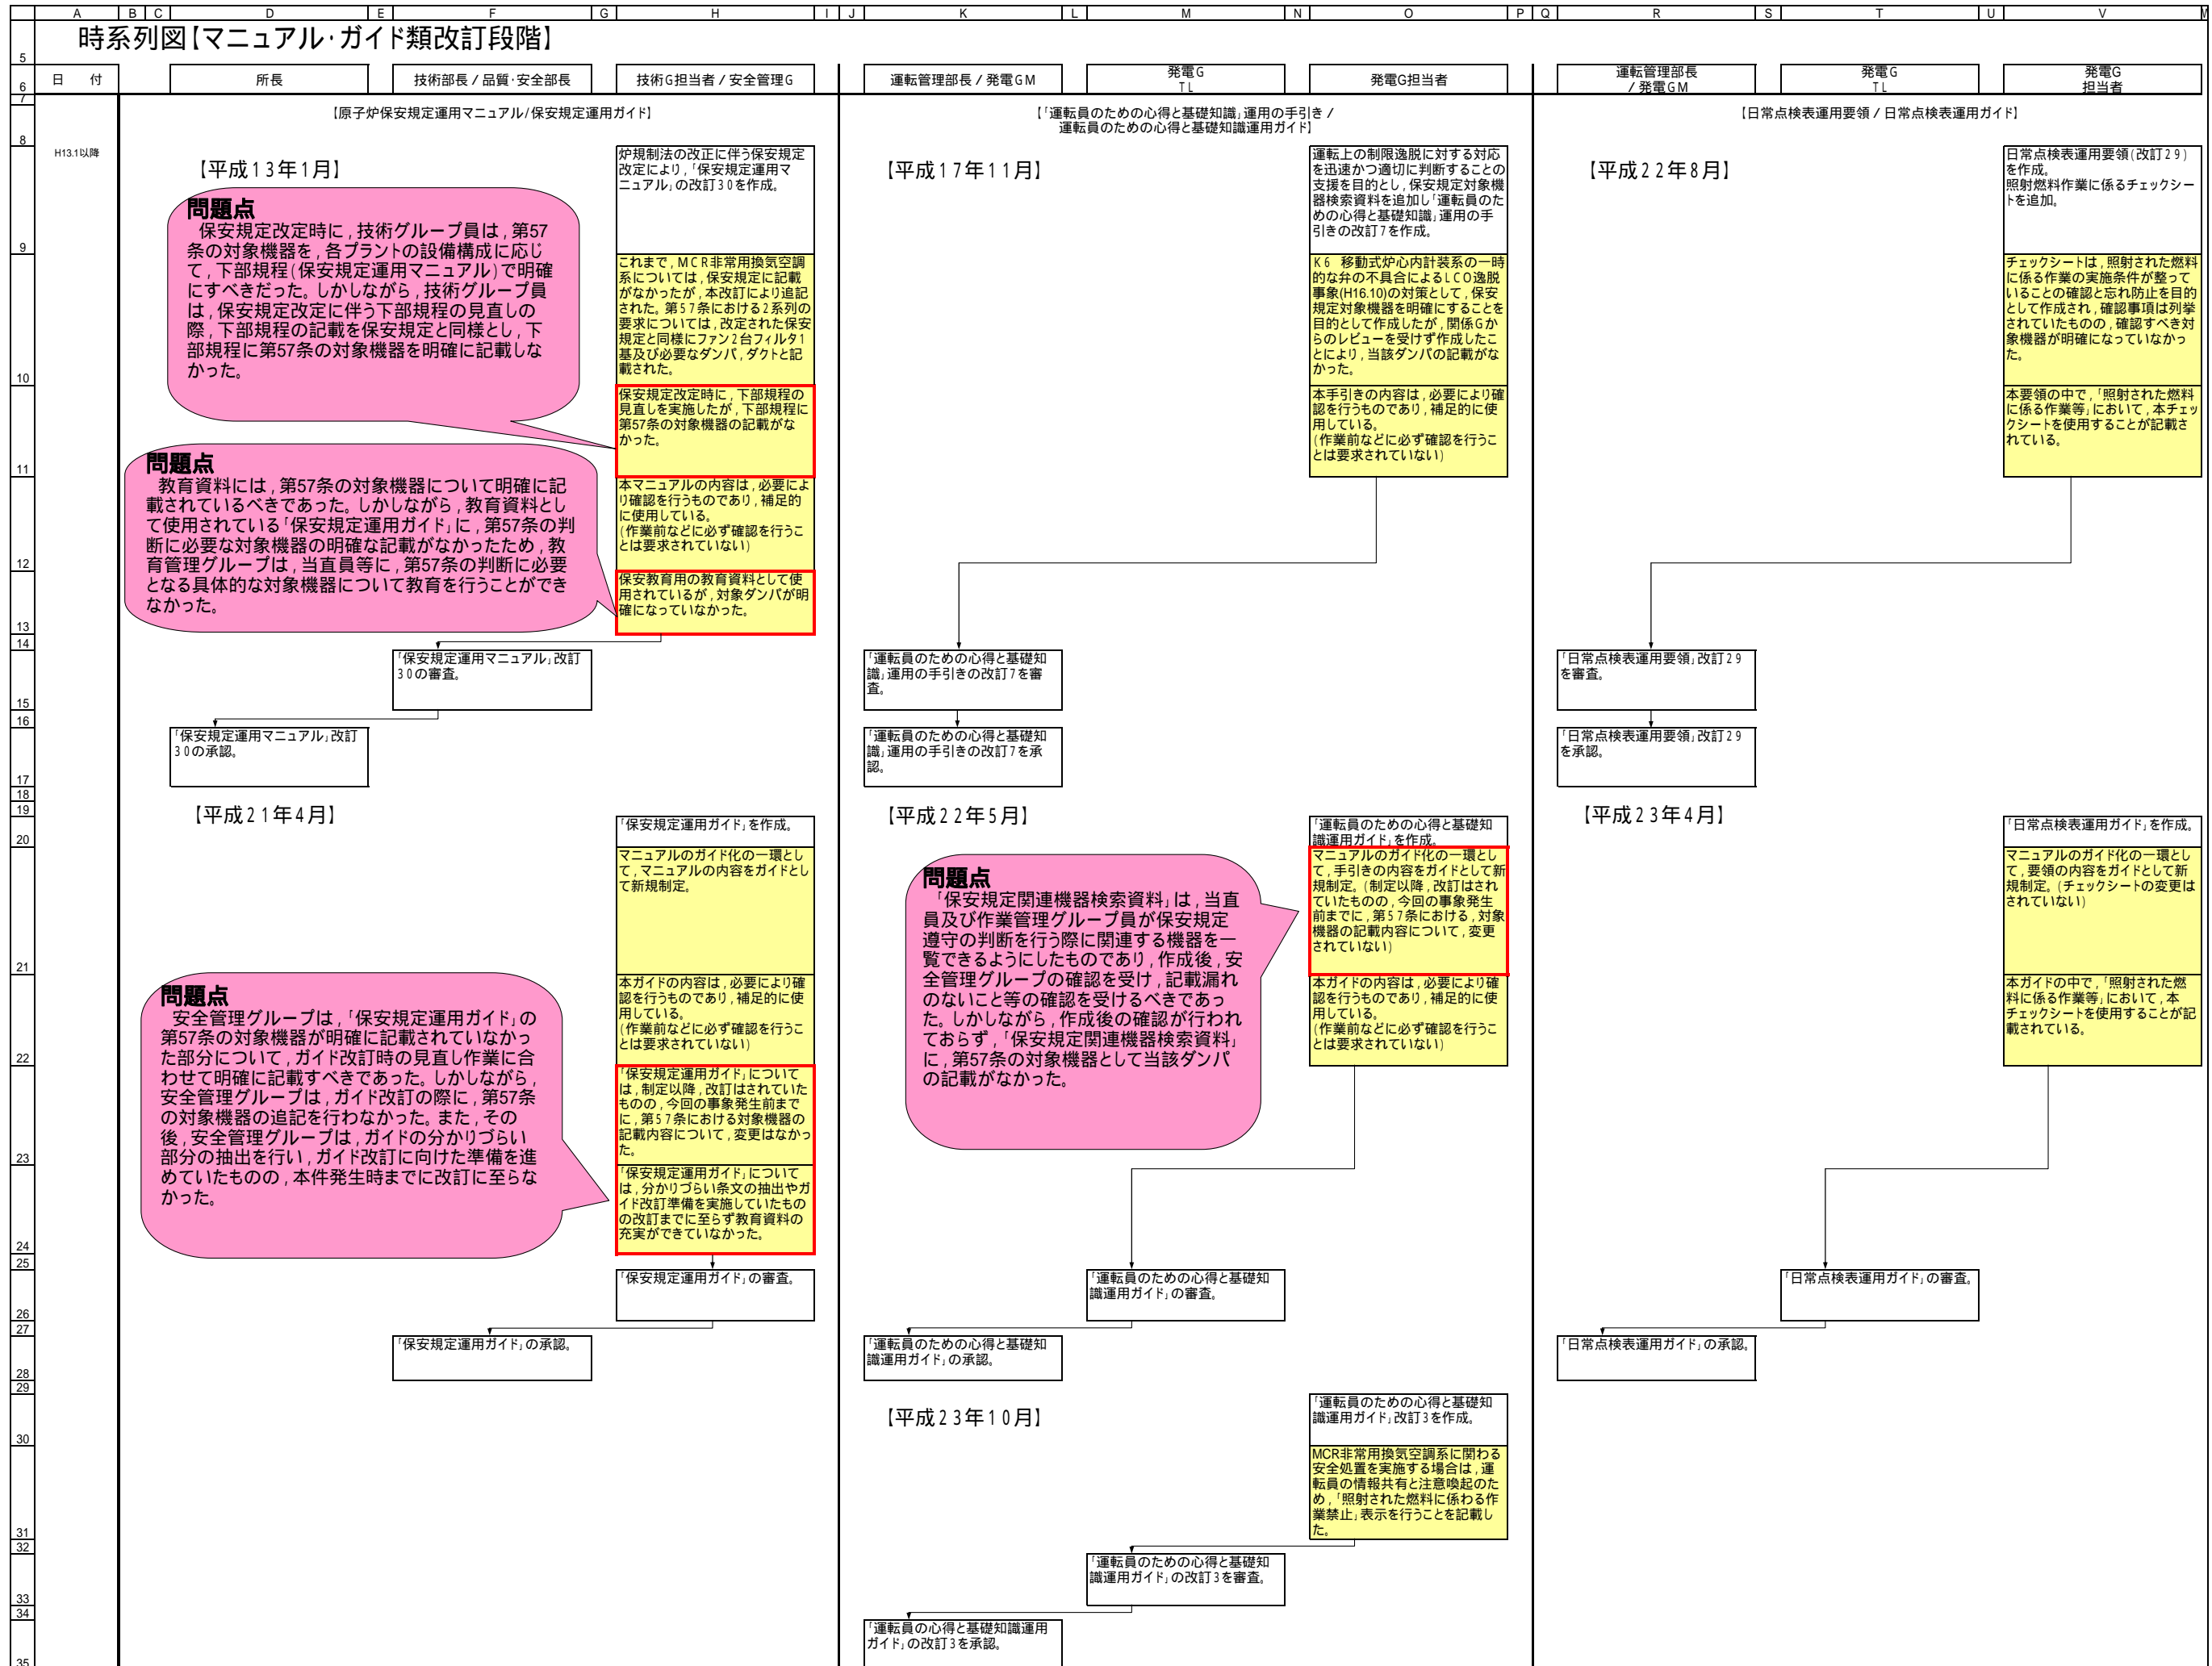 A B C D E F G H I J K L M N O P Q R S T U V W
時系列図【マニュアル・ガイド類改訂段階】
5
日　付
所長
技術部長 / 品質・安全部長
技術G担当者 / 安全管理G
運転管理部長 / 発電GM
発電G
TL
発電G担当者
運転管理部長
/ 発電GM
発電G
TL
発電G
担当者
6
7
【原子炉保安規定運用マニュアル/保安規定運用ガイド】
【「運転員のための心得と基礎知識」運用の手引き /
運転員のための心得と基礎知識運用ガイド】
【日常点検表運用要領 / 日常点検表運用ガイド】
8
H13.1以降
【平成13年1月】
炉規制法の改正に伴う保安規定
改定により,「保安規定運用マ
ニュアル」の改訂30を作成。
問題点
保安規定改定時に,技術グループ員は,第57
条の対象機器を,各プラントの設備構成に応じ
て,下部規程(保安規定運用マニュアル)で明確
にすべきだった。しかしながら,技術グループ員
は,保安規定改定に伴う下部規程の見直しの
際,下部規程の記載を保安規定と同様とし,下
部規程に第57条の対象機器を明確に記載しな
かった。
9
これまで,MCR非常用換気空調
系については,保安規定に記載
がなかったが,本改訂により追記
された。第57条における2系列の
要求については,改定された保安
規定と同様にファン2台フィルタ1
基及び必要なダンパ,ダクトと記
載された。
10
保安規定改定時に,下部規程の
見直しを実施したが,下部規程に
第57条の対象機器の記載がな
かった。
11
問題点
教育資料には,第57条の対象機器について明確に記
載されているべきであった。しかしながら,教育資料とし
て使用されている「保安規定運用ガイド」に,第57条の判
断に必要な対象機器の明確な記載がなかったため,教
育管理グループは,当直員等に,第57条の判断に必要
となる具体的な対象機器について教育を行うことができ
なかった。
本マニュアルの内容は,必要によ
り確認を行うものであり,補足的
に使用している。
(作業前などに必ず確認を行うこ
とは要求されていない)
12
保安教育用の教育資料として使
用されているが,対象ダンパが明
確になっていなかった。
13
14
「保安規定運用マニュアル」改訂
30の審査。
15
16
「保安規定運用マニュアル」改訂
30の承認。
17
18
19
【平成17年11月】
運転上の制限逸脱に対する対応
を迅速かつ適切に判断することの
支援を目的とし,保安規定対象機
器検索資料を追加し「運転員のた
めの心得と基礎知識」運用の手
引きの改訂7を作成。
K6 移動式炉心内計装系の一時
的な弁の不具合によるLCO逸脱
事象(H16.10)の対策として,保安
規定対象機器を明確にすることを
目的として作成したが,関係Gか
らのレビューを受けず作成したこ
とにより,当該ダンパの記載がな
かった。
本手引きの内容は,必要により確
認を行うものであり,補足的に使
用している。
(作業前などに必ず確認を行うこ
とは要求されていない)
「運転員のための心得と基礎知
識」運用の手引きの改訂7を審
査。
「運転員のための心得と基礎知
識」運用の手引きの改訂7を承
認。
【平成22年8月】
日常点検表運用要領(改訂29)
を作成。
照射燃料作業に係るチェックシー
トを追加。
チェックシートは,照射された燃料
に係る作業の実施条件が整って
いることの確認と忘れ防止を目的
として作成され,確認事項は列挙
されていたものの,確認すべき対
象機器が明確になっていなかっ
た。
本要領の中で,「照射された燃料
に係る作業等」において,本チェッ
クシートを使用することが記載さ
れている。
「日常点検表運用要領」改訂29
を審査。
「日常点検表運用要領」改訂29
を承認。
【平成21年4月】
「保安規定運用ガイド」を作成。
20
マニュアルのガイド化の一環とし
て,マニュアルの内容をガイドとし
て新規制定。
21
問題点
安全管理グループは,「保安規定運用ガイド」の
第57条の対象機器が明確に記載されていなかっ
た部分について,ガイド改訂時の見直し作業に合
わせて明確に記載すべきであった。しかしながら,
安全管理グループは,ガイド改訂の際に,第57条
の対象機器の追記を行わなかった。また,その
後,安全管理グループは,ガイドの分かりづらい
部分の抽出を行い,ガイド改訂に向けた準備を進
めていたものの,本件発生時までに改訂に至らな
かった。
本ガイドの内容は,必要により確
認を行うものであり,補足的に使
用している。
(作業前などに必ず確認を行うこ
とは要求されていない)
22
「保安規定運用ガイド」について
は,制定以降,改訂はされていた
ものの,今回の事象発生前まで
に,第57条における対象機器の
記載内容について,変更はなかっ
た。
23
「保安規定運用ガイド」について
は,分かりづらい条文の抽出やガ
イド改訂準備を実施していたもの
の改訂までに至らず教育資料の
充実ができていなかった。
24
25
「保安規定運用ガイド」の審査。
26
27
「保安規定運用ガイド」の承認。
28
29
【平成22年5月】
「運転員のための心得と基礎知
識運用ガイド」を作成。
問題点
「保安規定関連機器検索資料」は,当直
員及び作業管理グループ員が保安規定
遵守の判断を行う際に関連する機器を一
覧できるようにしたものであり,作成後,安
全管理グループの確認を受け,記載漏れ
のないこと等の確認を受けるべきであっ
た。しかしながら,作成後の確認が行われ
ておらず,「保安規定関連機器検索資料」
に,第57条の対象機器として当該ダンパ
の記載がなかった。
マニュアルのガイド化の一環とし
て,手引きの内容をガイドとして新
規制定。(制定以降,改訂はされ
ていたものの,今回の事象発生
前までに,第57条における,対象
機器の記載内容について,変更
されていない)
本ガイドの内容は,必要により確
認を行うものであり,補足的に使
用している。
(作業前などに必ず確認を行うこ
とは要求されていない)
「運転員のための心得と基礎知
識運用ガイド」の審査。
「運転員のための心得と基礎知
識運用ガイド」の承認。
【平成23年4月】
「日常点検表運用ガイド」を作成。
マニュアルのガイド化の一環とし
て,要領の内容をガイドとして新
規制定。(チェックシートの変更は
されていない)
本ガイドの中で,「照射された燃
料に係る作業等」において,本
チェックシートを使用することが記
載されている。
「日常点検表運用ガイド」の審査。
「日常点検表運用ガイド」の承認。
【平成23年10月】
「運転員のための心得と基礎知
識運用ガイド」改訂3を作成。
30
MCR非常用換気空調系に関わる
安全処置を実施する場合は,運
転員の情報共有と注意喚起のた
め,「照射された燃料に係わる作
業禁止」表示を行うことを記載し
た。
31
32
「運転員のための心得と基礎知
識運用ガイド」の改訂3を審査。
33
34
「運転員の心得と基礎知識運用
ガイド」の改訂3を承認。
35